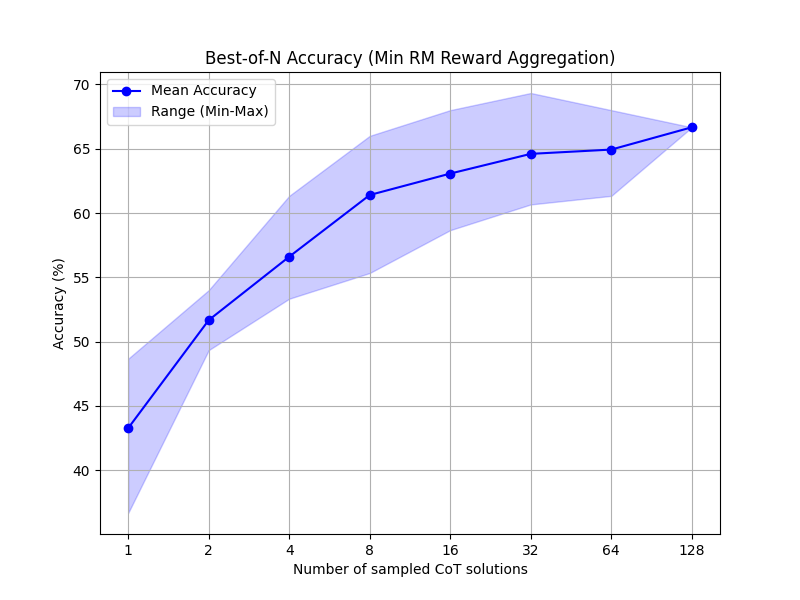 Best-of-N Accuracy (Min RM Reward Aggregation)
Mean Accuracy
Range (Min-Max)
Accuracy (%)
70
65
60
55
50
45
40
1 2 4 8 16 32 64 128
Number of sampled CoT solutions